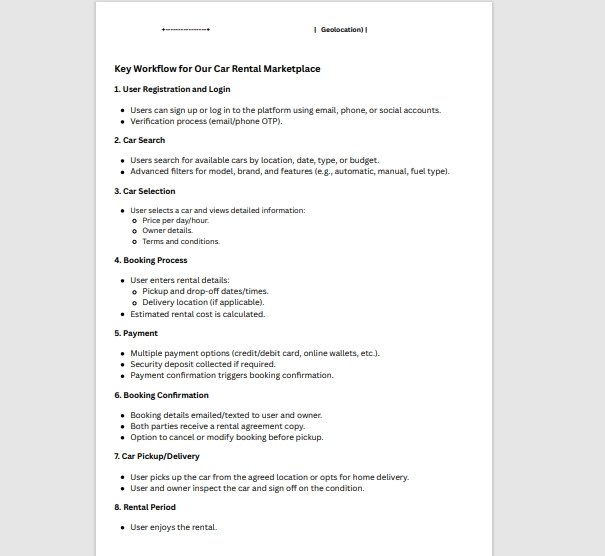 +----------------+ | Geolocation) |
Key Workflow for Our Car Rental Marketplace
1. User Registration and Login
● Users can sign up or log in to the platform using email, phone, or social accounts.
● Verification process (email/phone OTP).
2. Car Search
● Users search for available cars by location, date, type, or budget.
● Advanced filters for model, brand, and features (e.g., automatic, manual, fuel type).
3. Car Selection
● User selects a car and views detailed information:
○ Price per day/hour.
○ Owner details.
○ Terms and conditions.
4. Booking Process
● User enters rental details:
○ Pickup and drop-off dates/times.
○ Delivery location (if applicable).
● Estimated rental cost is calculated.
5. Payment
● Multiple payment options (credit/debit card, online wallets, etc.).
● Security deposit collected if required.
● Payment confirmation triggers booking confirmation.
6. Booking Confirmation
● Booking details emailed/texted to user and owner.
● Both parties receive a rental agreement copy.
● Option to cancel or modify booking before pickup.
7. Car Pickup/Delivery
● User picks up the car from the agreed location or opts for home delivery.
● User and owner inspect the car and sign off on the condition.
8. Rental Period
● User enjoys the rental.